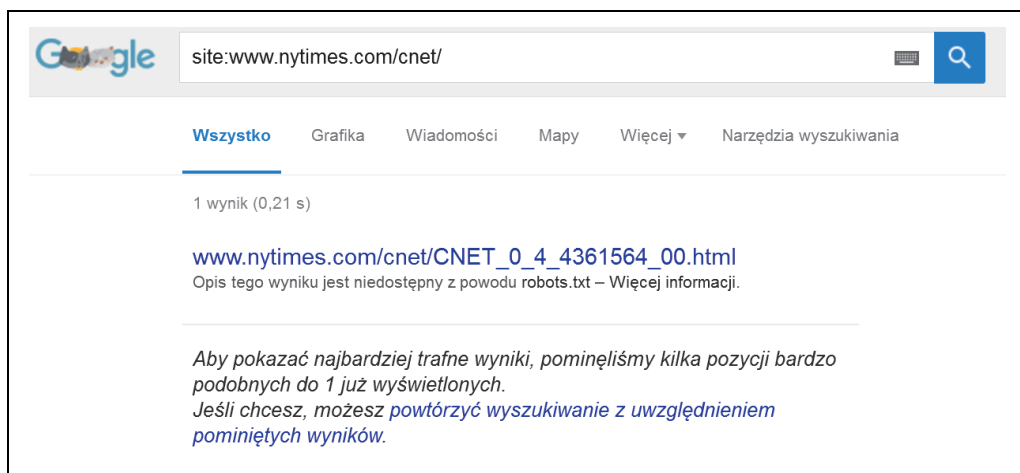 Google
site:www.nytimes.com/cnet/
Wszystko Grafika Wiadomości Mapy Więcej Narzędzia wyszukiwania
1 wynik (0,21 s)
www.nytimes.com/cnet/CNET_0_4_4361564_00.html
Opis tego wyniku jest niedostępny z powodu robots.txt – Więcej informacji.
Aby pokazać najbardziej trafne wyniki, pominęliśmy kilka pozycji bardzo
podobnych do 1 już wyświetlonych.
Jeśli chcesz, możesz powtórzyć wyszukiwanie z uwzględnieniem
pominiętych wyników.